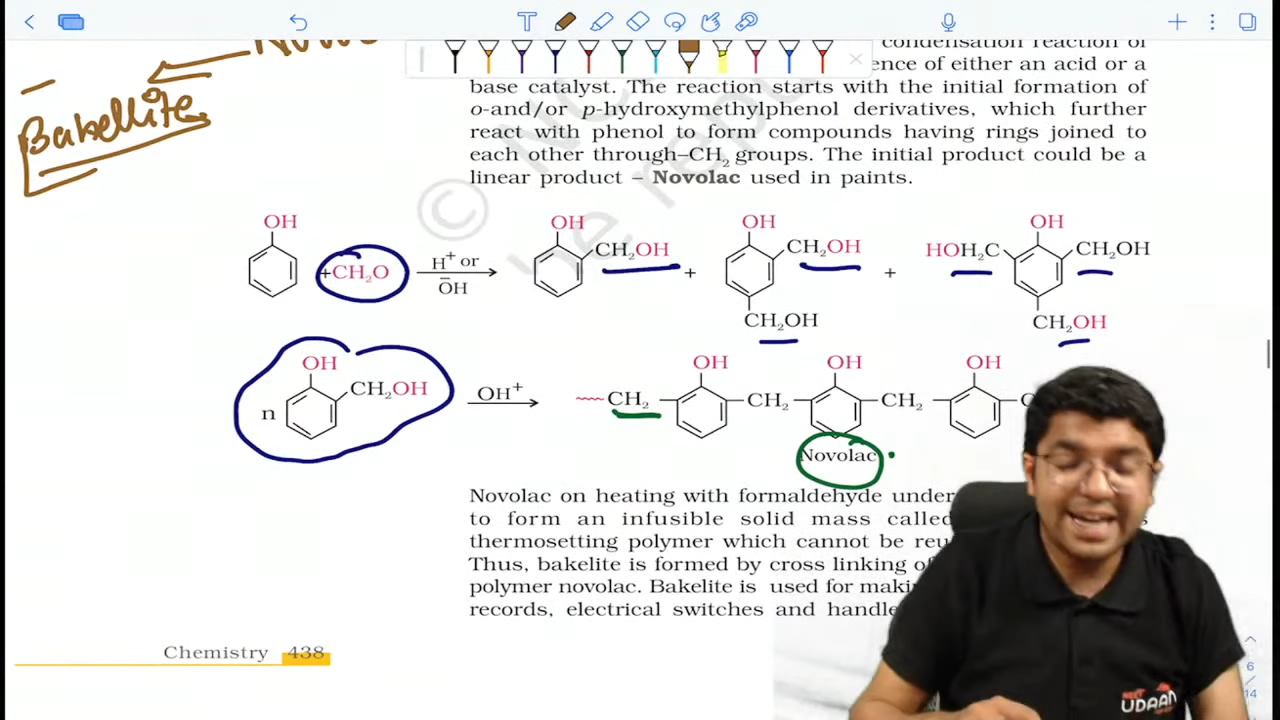 condensation reaction of
Bakellite
ence of either an acid or a
base catalyst. The reaction starts with the initial formation of
o-and/or p-hydroxymethylphenol derivatives, which further
react with phenol to form compounds having rings joined to
each other through–CH₂ groups. The initial product could be a
linear product – Novolac used in paints.
OH OH OH OH
+CH₂O H⁺ or CH₂OH + CH₂OH + HOH₂C CH₂OH
ŌH
CH₂OH CH₂OH
OH OH OH OH
n CH₂OH OH⁺ CH₂ CH₂ CH₂
Novolac
Novolac on heating with formaldehyde under
to form an infusible solid mass called
thermosetting polymer which cannot be reu
Thus, bakelite is formed by cross linking of
polymer novolac. Bakelite is used for maki
records, electrical switches and handle
Chemistry 438
6
14
UDAAN